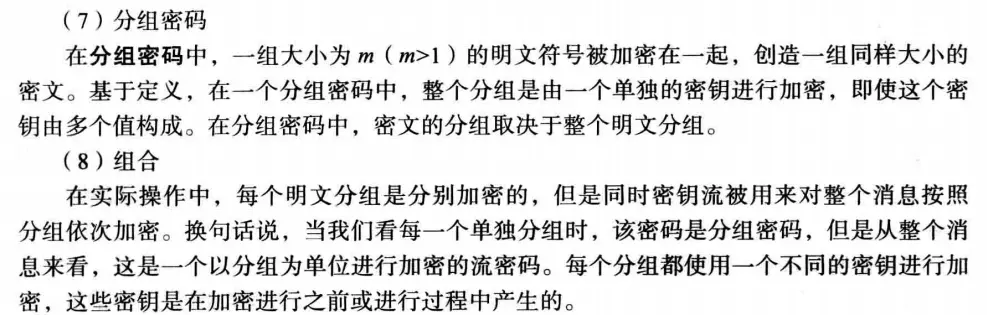 （7）分组密码
在分组密码中，一组大小为 m（m>1）的明文符号被加密在一起，创造一组同样大小的
密文。基于定义，在一个分组密码中，整个分组是由一个单独的密钥进行加密，即使这个密
钥由多个值构成。在分组密码中，密文的分组取决于整个明文分组。
（8）组合
在实际操作中，每个明文分组是分别加密的，但是同时密钥流被用来对整个消息按照
分组依次加密。换句话说，当我们看每一个单独分组时，该密码是分组密码，但是从整个消
息来看，这是一个以分组为单位进行加密的流密码。每个分组都使用一个不同的密钥进行加
密，这些密钥是在加密进行之前或进行过程中产生的。